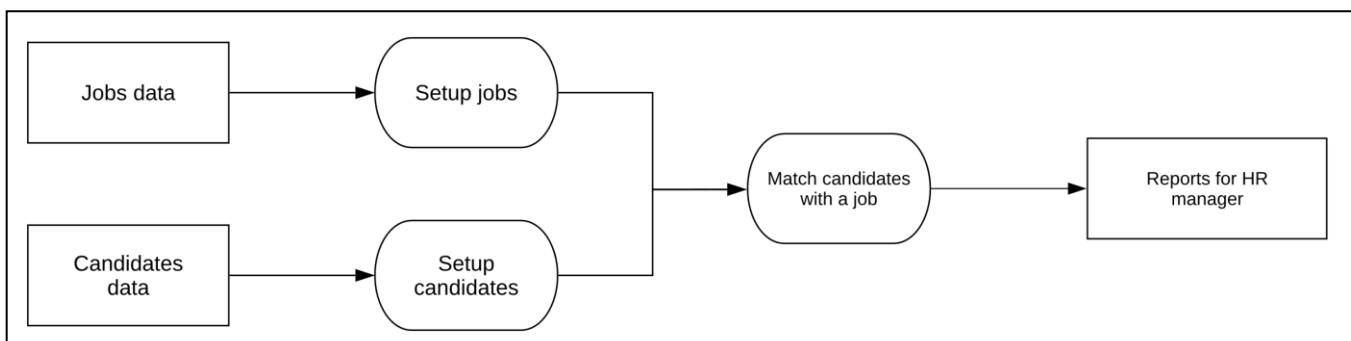 Jobs data
Setup jobs
Match candidates
with a job
Reports for HR
manager
Candidates
data
Setup
candidates